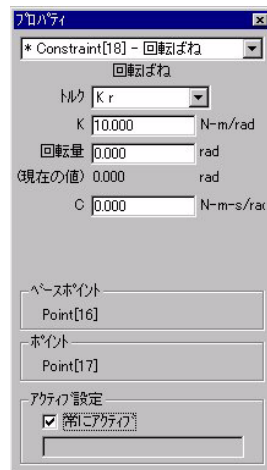 プロパティ
* Constraint[18] - 回転ばね
回転ばね
トルク K r
K 10.000 N-m/rad
回転量 0.000 rad
(現在の値) 0.000 rad
C 0.000 N-m-s/rad
ベースポイント
Point[16]
ポイント
Point[17]
アクティブ設定
常にアクティブ